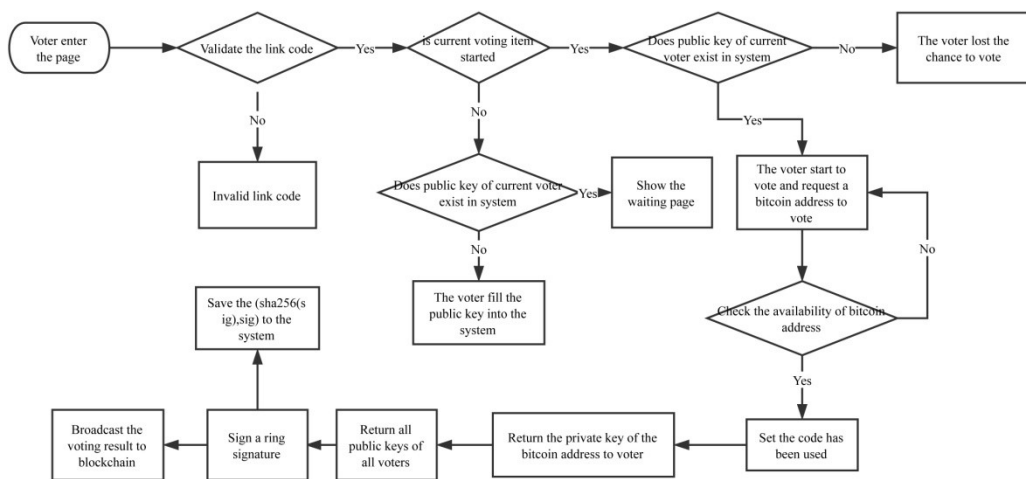 Voter enter
the page
Validate the link code
Yes
is current voting item
started
Yes
Does public key of current
voter exist in system
No
The voter lost the
chance to vote
No
No
Yes
Invalid link code
Does public key of current voter
exist in system
Yes
Show the
waiting page
The voter start to
vote and request a
bitcoin address to
vote
No
No
Save the (sha256(s
ig),sig) to the
system
The voter fill the
public key into the
system
Check the availability of bitcoin
address
Yes
Broadcast the
voting result to
blockchain
Sign a ring
signature
Return all
public keys of
all voters
Return the private key of the
bitcoin address to voter
Set the code has
been used